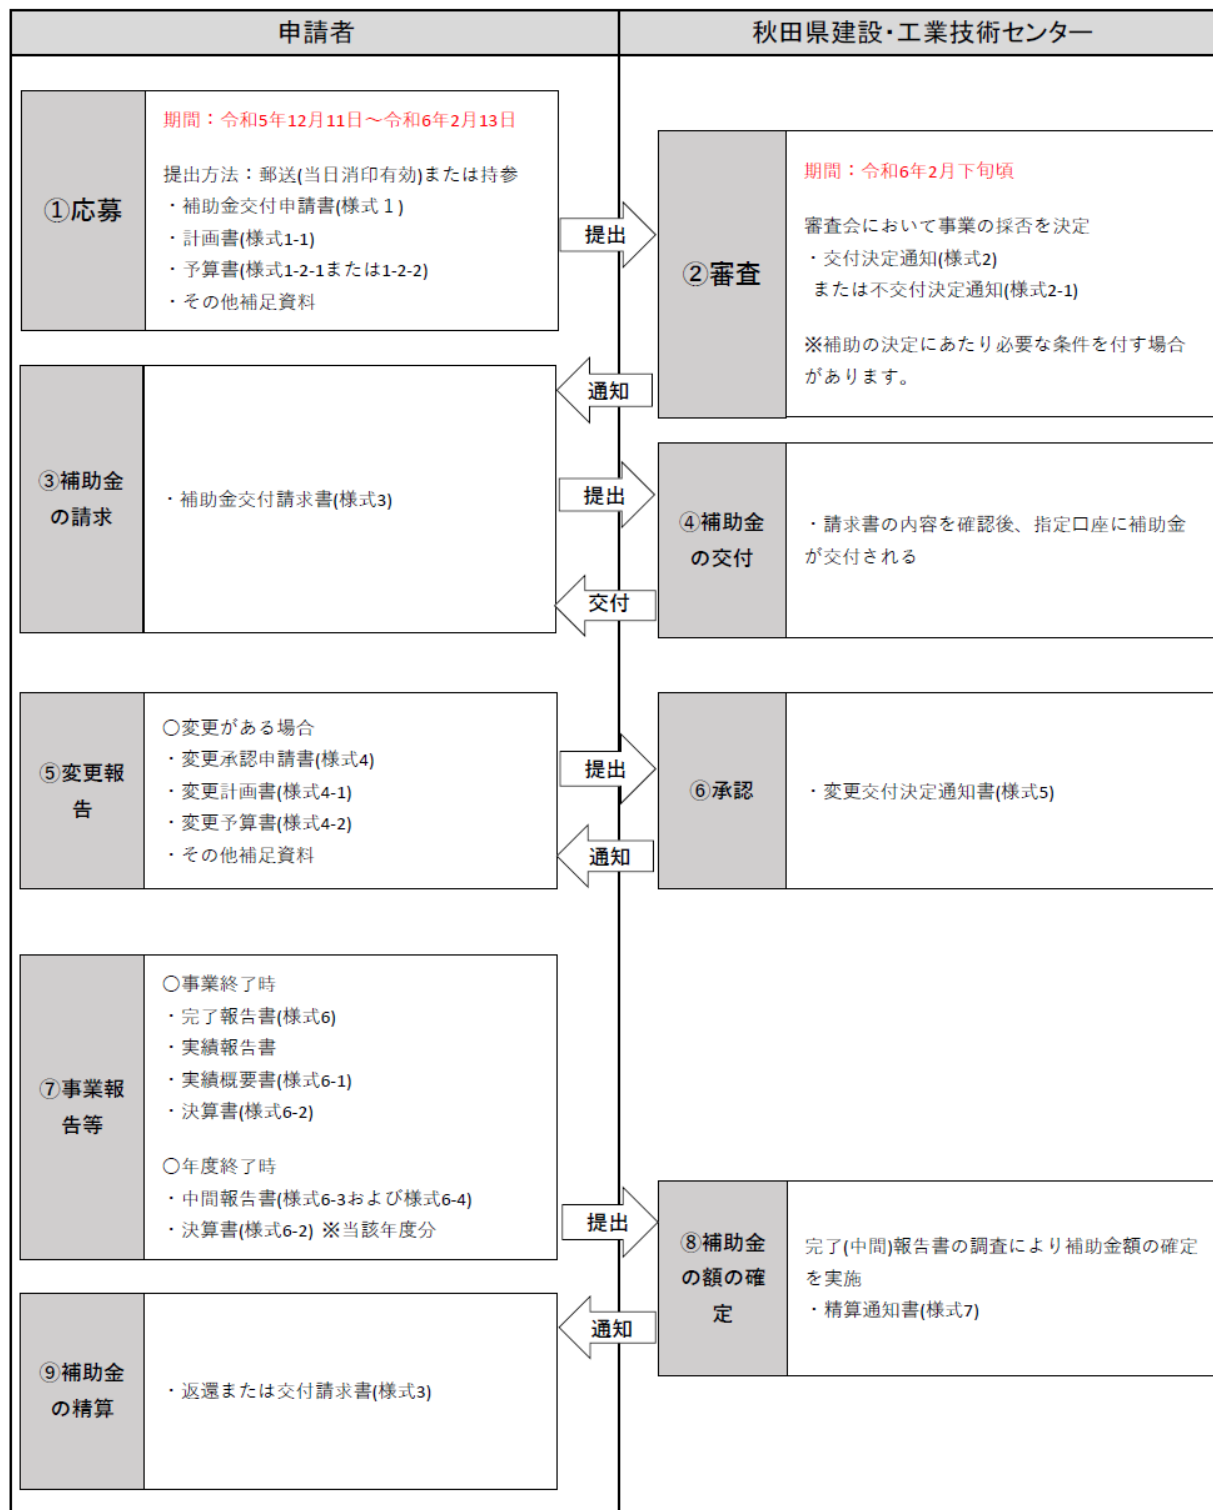 申請者
秋田県建設・工業技術センター
①応募
期間：令和5年12月11日～令和6年2月13日
提出方法：郵送(当日消印有効)または持参
・補助金交付申請書(様式１)
・計画書(様式1-1)
・予算書(様式1-2-1または1-2-2)
・その他補足資料
提出
②審査
期間：令和6年2月下旬頃
審査会において事業の採否を決定
・交付決定通知(様式2)
または不交付決定通知(様式2-1)
※補助の決定にあたり必要な条件を付す場合
があります。
通知
③補助金
の請求
・補助金交付請求書(様式3)
提出
④補助金
の交付
・請求書の内容を確認後、指定口座に補助金
が交付される
交付
⑤変更報
告
〇変更がある場合
・変更承認申請書(様式4)
・変更計画書(様式4-1)
・変更予算書(様式4-2)
・その他補足資料
提出
⑥承認
・変更交付決定通知書(様式5)
通知
⑦事業報
告等
〇事業終了時
・完了報告書(様式6)
・実績報告書
・実績概要書(様式6-1)
・決算書(様式6-2)
〇年度終了時
・中間報告書(様式6-3および様式6-4)
・決算書(様式6-2) ※当該年度分
提出
⑧補助金
の額の確
定
完了(中間)報告書の調査により補助金額の確定
を実施
・精算通知書(様式7)
通知
⑨補助金
の精算
・返還または交付請求書(様式3)